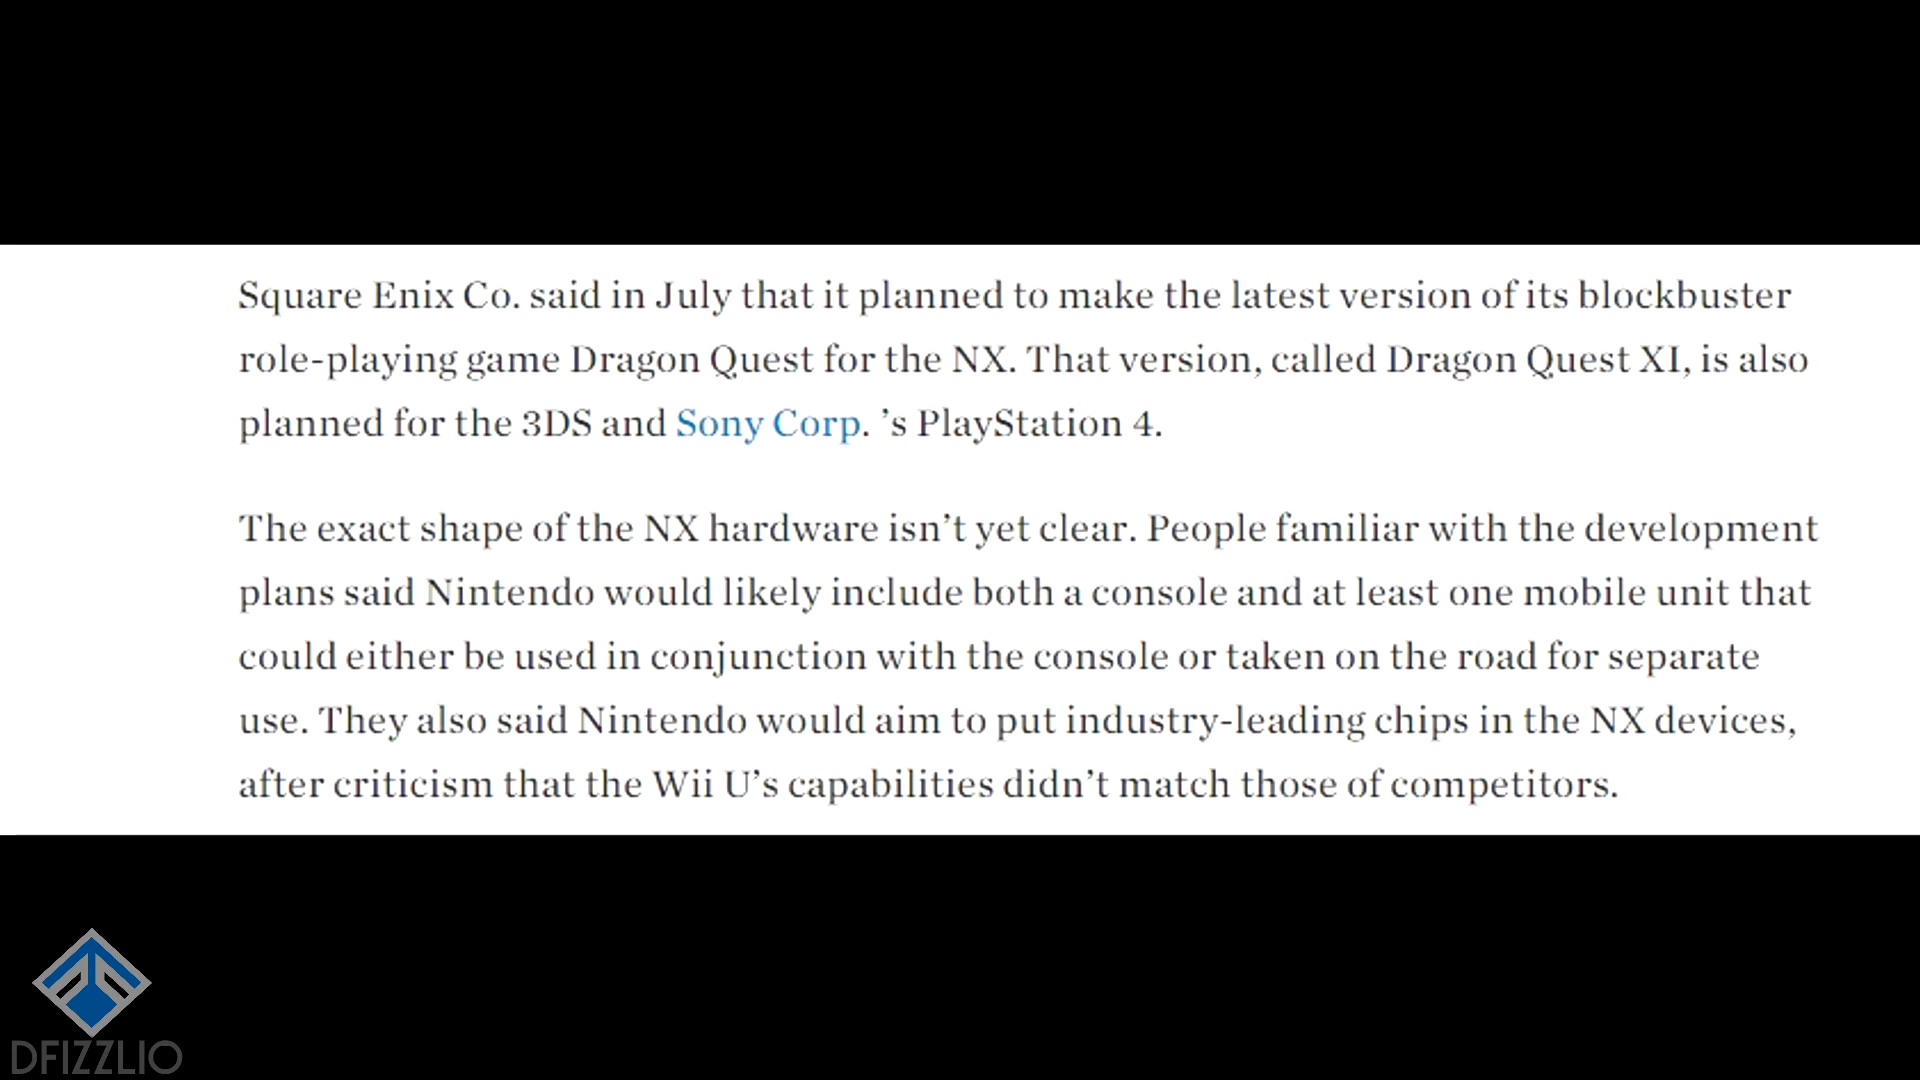 Square Enix Co. said in July that it planned to make the latest version of its blockbuster
role-playing game Dragon Quest for the NX. That version, called Dragon Quest XI, is also
planned for the 3DS and Sony Corp. ’s PlayStation 4.
The exact shape of the NX hardware isn’t yet clear. People familiar with the development
plans said Nintendo would likely include both a console and at least one mobile unit that
could either be used in conjunction with the console or taken on the road for separate
use. They also said Nintendo would aim to put industry-leading chips in the NX devices,
after criticism that the Wii U’s capabilities didn’t match those of competitors.
DFIZZLIO